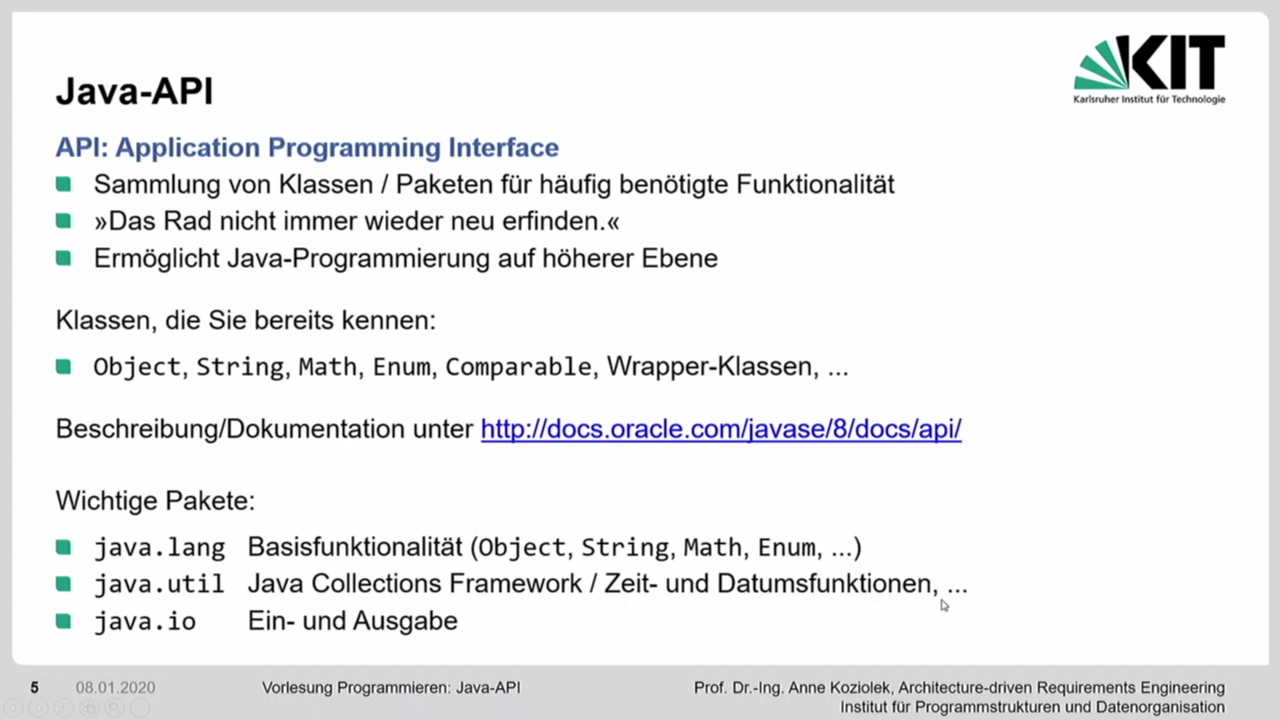 KIT
Karlsruher Institut für Technologie
Java-API
API: Application Programming Interface
Sammlung von Klassen / Paketen für häufig benötigte Funktionalität
»Das Rad nicht immer wieder neu erfinden.«
Ermöglicht Java-Programmierung auf höherer Ebene
Klassen, die Sie bereits kennen:
Object, String, Math, Enum, Comparable, Wrapper-Klassen, ...
Beschreibung/Dokumentation unter http://docs.oracle.com/javase/8/docs/api/
Wichtige Pakete:
java.lang Basisfunktionalität (Object, String, Math, Enum, ...)
java.util Java Collections Framework / Zeit- und Datumsfunktionen, ...
java.io Ein- und Ausgabe
5 08.01.2020 Vorlesung Programmieren: Java-API Prof. Dr.-Ing. Anne Koziolek, Architecture-driven Requirements Engineering
Institut für Programmstrukturen und Datenorganisation